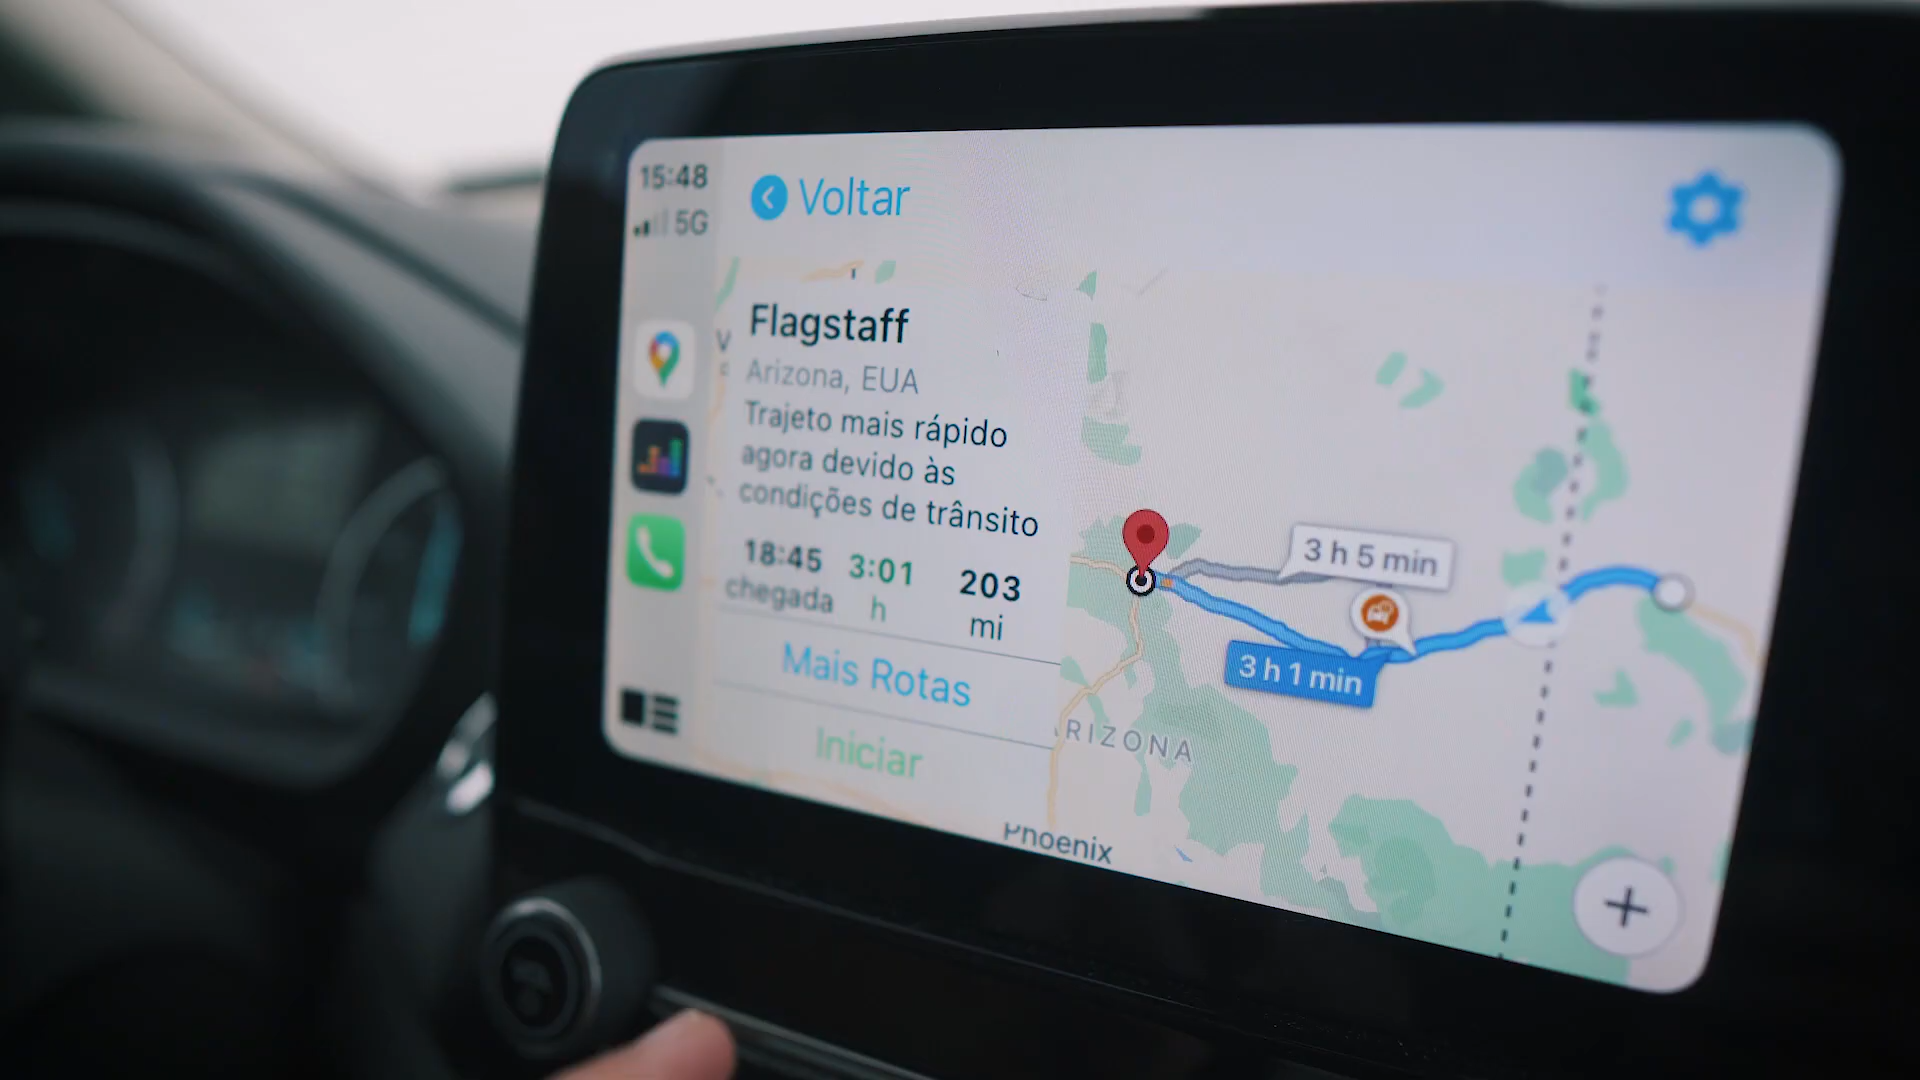 15:48
5G
Voltar
Flagstaff
Arizona, EUA
Trajeto mais rápido
agora devido às
condições de trânsito
18:45
chegada
3:01
h
203
mi
Mais Rotas
Iniciar
3 h 5 min
3 h 1 min
RIZONA
Phoenix